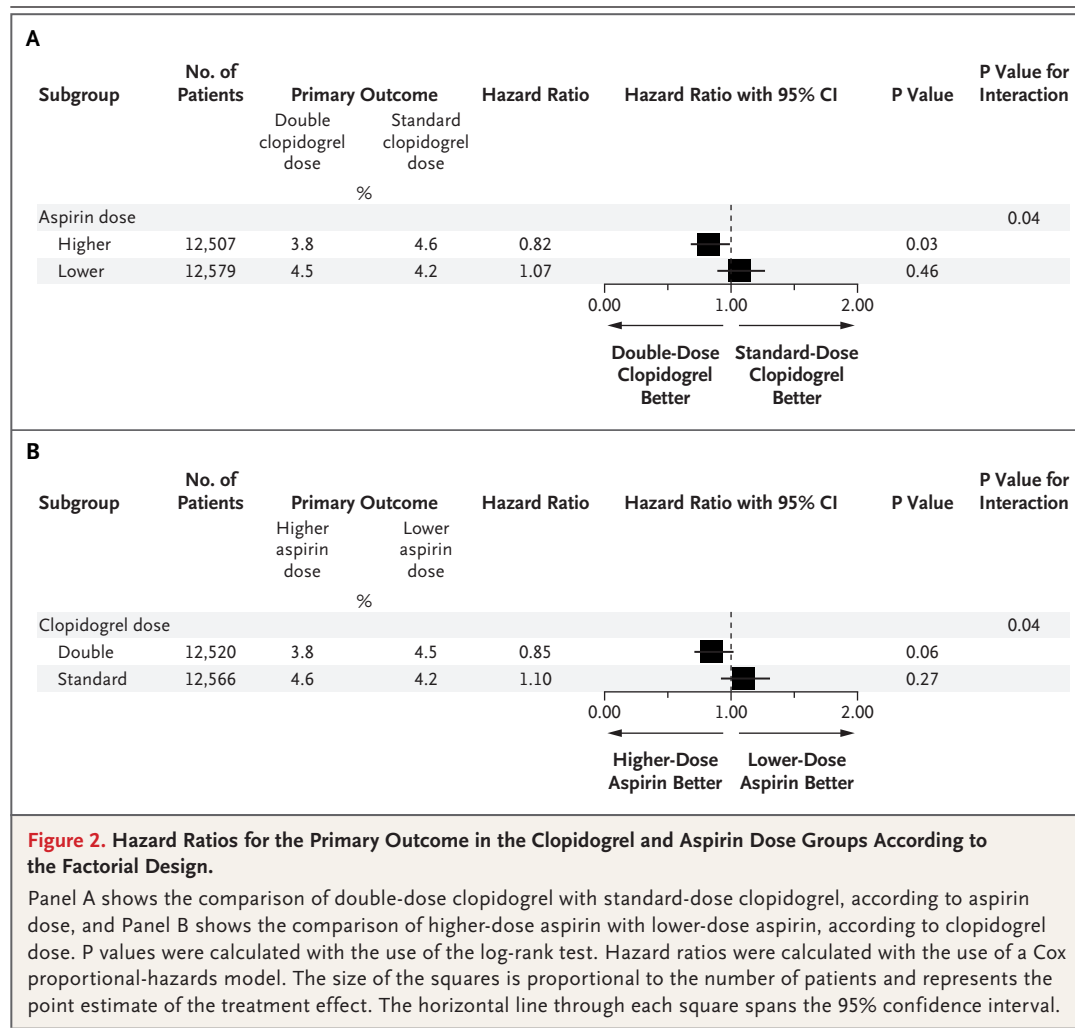 A
No. of
P Value for
Subgroup Patients Primary Outcome Hazard Ratio Hazard Ratio with 95% CI P Value Interaction
Double Standard
clopidogrel clopidogrel
dose dose
%
Aspirin dose 0.04
Higher 12,507 3.8 4.6 0.82 0.03
Lower 12,579 4.5 4.2 1.07 0.46
0.00 1.00 2.00
Double-Dose Standard-Dose
Clopidogrel Clopidogrel
Better Better
B
No. of
P Value for
Subgroup Patients Primary Outcome Hazard Ratio Hazard Ratio with 95% CI P Value Interaction
Higher Lower
aspirin aspirin
dose dose
%
Clopidogrel dose 0.04
Double 12,520 3.8 4.5 0.85 0.06
Standard 12,566 4.6 4.2 1.10 0.27
0.00 1.00 2.00
Higher-Dose Lower-Dose
Aspirin Better Aspirin Better
Figure 2. Hazard Ratios for the Primary Outcome in the Clopidogrel and Aspirin Dose Groups According to
the Factorial Design.
Panel A shows the comparison of double-dose clopidogrel with standard-dose clopidogrel, according to aspirin
dose, and Panel B shows the comparison of higher-dose aspirin with lower-dose aspirin, according to clopidogrel
dose. P values were calculated with the use of the log-rank test. Hazard ratios were calculated with the use of a Cox
proportional-hazards model. The size of the squares is proportional to the number of patients and represents the
point estimate of the treatment effect. The horizontal line through each square spans the 95% confidence interval.